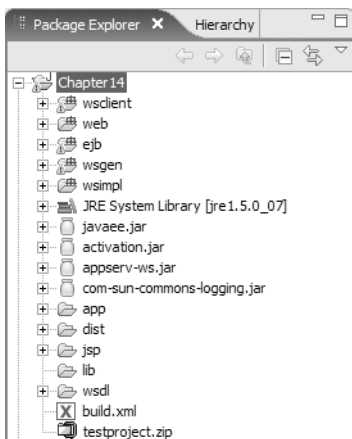 Package Explorer Hierarchy
Chapter14
wsclient
web
ejb
wsgen
wsimpl
JRE System Library [jre1.5.0_07]
javaee.jar
activation.jar
appserv-ws.jar
com-sun-commons-logging.jar
app
dist
jsp
lib
wsdl
build.xml
testproject.zip